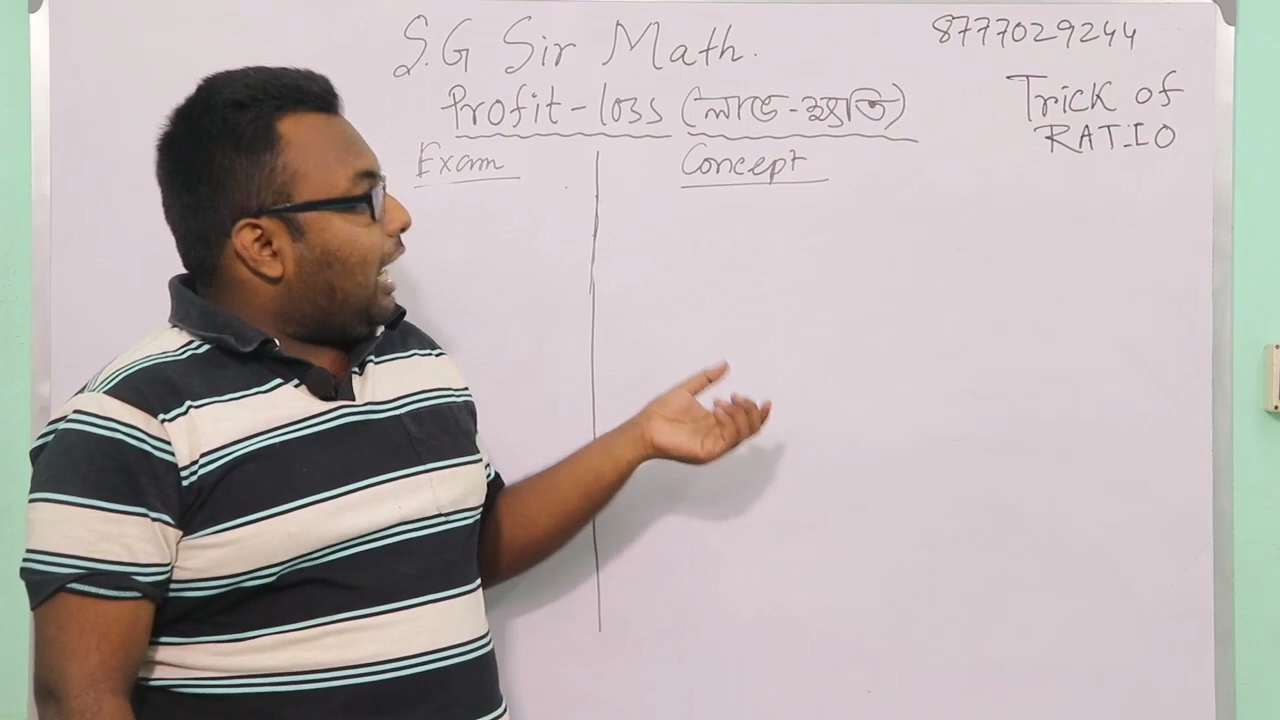 S.G Sir Math.
8777029244
Profit-loss (লাভ-ক্ষতি)
Trick of
RATIO
Exam
Concept